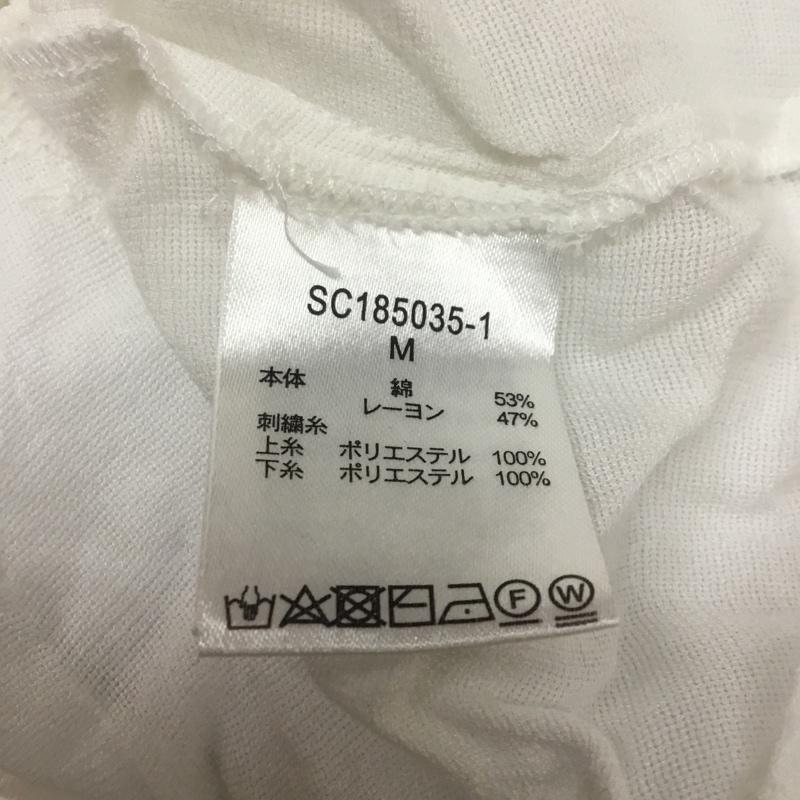 SC185035-1
M
本体 綿 53%
レーヨン 47%
刺繍糸
上糸 ポリエステル 100%
下糸 ポリエステル 100%
F W